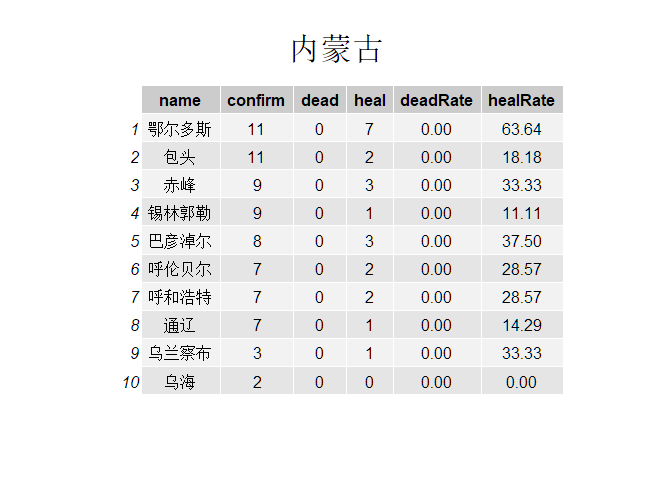 内蒙古
name confirm dead heal deadRate healRate
1 鄂尔多斯 11 0 7 0.00 63.64
2 包头 11 0 2 0.00 18.18
3 赤峰 9 0 3 0.00 33.33
4 锡林郭勒 9 0 1 0.00 11.11
5 巴彦淖尔 8 0 3 0.00 37.50
6 呼伦贝尔 7 0 2 0.00 28.57
7 呼和浩特 7 0 2 0.00 28.57
8 通辽 7 0 1 0.00 14.29
9 乌兰察布 3 0 1 0.00 33.33
10 乌海 2 0 0 0.00 0.00